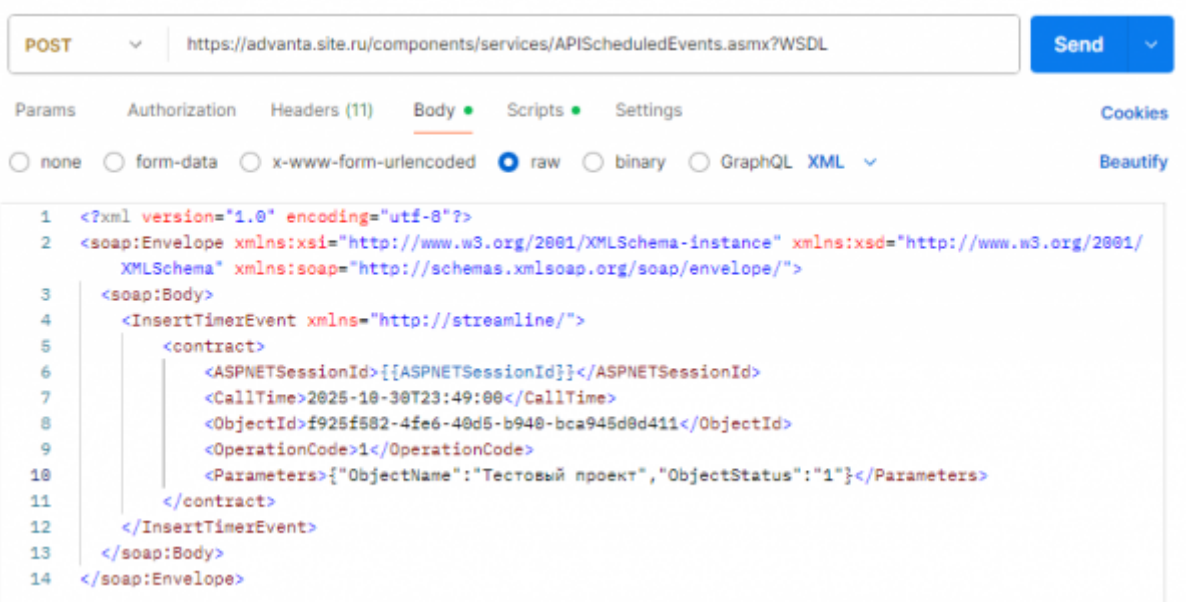 POST https://advanta.site.ru/components/services/APIScheduledEvents.asmx?WSDL Send
Params Authorization Headers (11) Body Scripts Settings Cookies
none form-data x-www-form-urlencoded raw binary GraphQL XML Beautify
1 <?xml version="1.0" encoding="utf-8"?>
2 <soap:Envelope xmlns:xsi="http://www.w3.org/2001/XMLSchema-instance" xmlns:xsd="http://www.w3.org/2001/
XMLSchema" xmlns:soap="http://schemas.xmlsoap.org/soap/envelope/">
3 <soap:Body>
4 <InsertTimerEvent xmlns="http://streamline/">
5 <contract>
6 <ASPNETSessionId>{{ASPNETSessionId}}</ASPNETSessionId>
7 <CallTime>2025-10-30T23:49:00</CallTime>
8 <ObjectId>f925f582-4fe6-40d5-b940-bca945d0d411</ObjectId>
9 <OperationCode>1</OperationCode>
10 <Parameters>{"ObjectName":"Тестовый проект","ObjectStatus":"1"}</Parameters>
11 </contract>
12 </InsertTimerEvent>
13 </soap:Body>
14 </soap:Envelope>